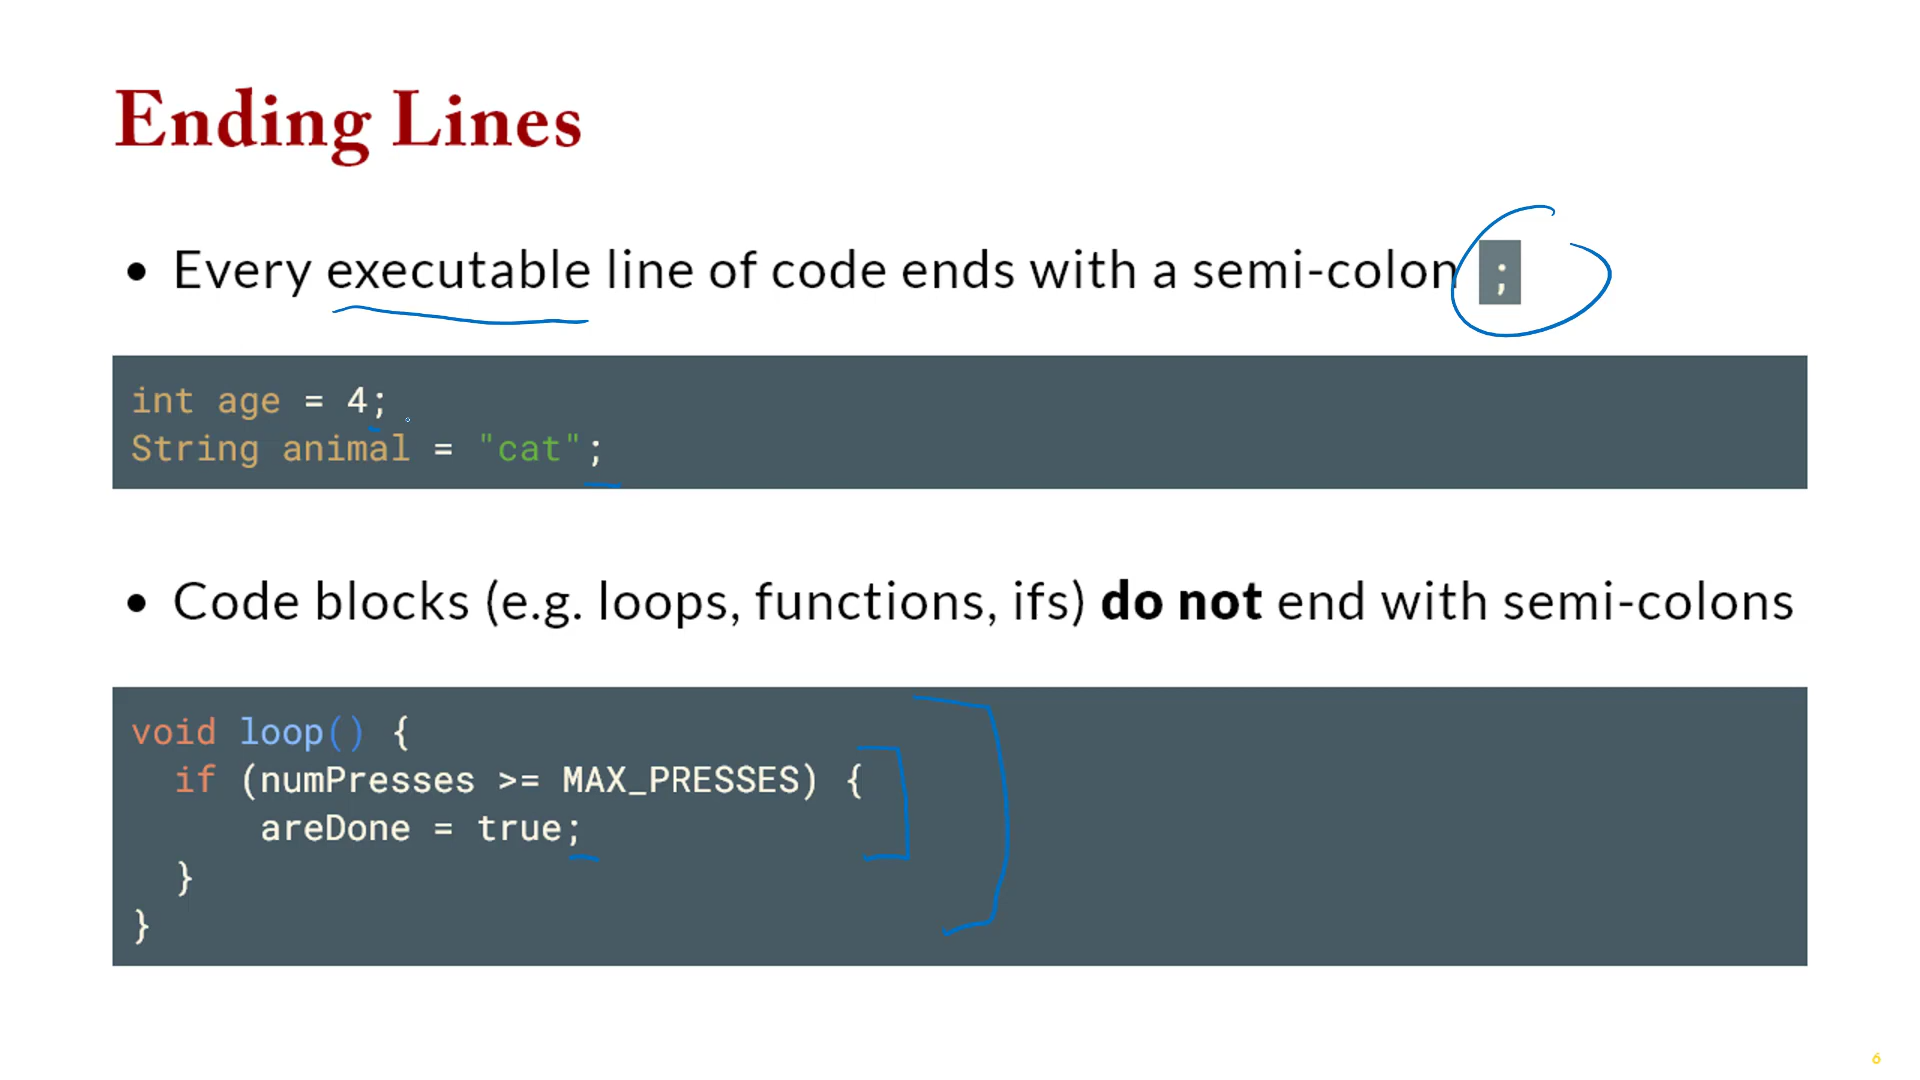 Ending Lines
• Every executable line of code ends with a semi-colon ;
int age = 4;
String animal = "cat";
• Code blocks (e.g. loops, functions, ifs) do not end with semi-colons
void loop() {
  if (numPresses >= MAX_PRESSES) {
      areDone = true;
  }
}
6